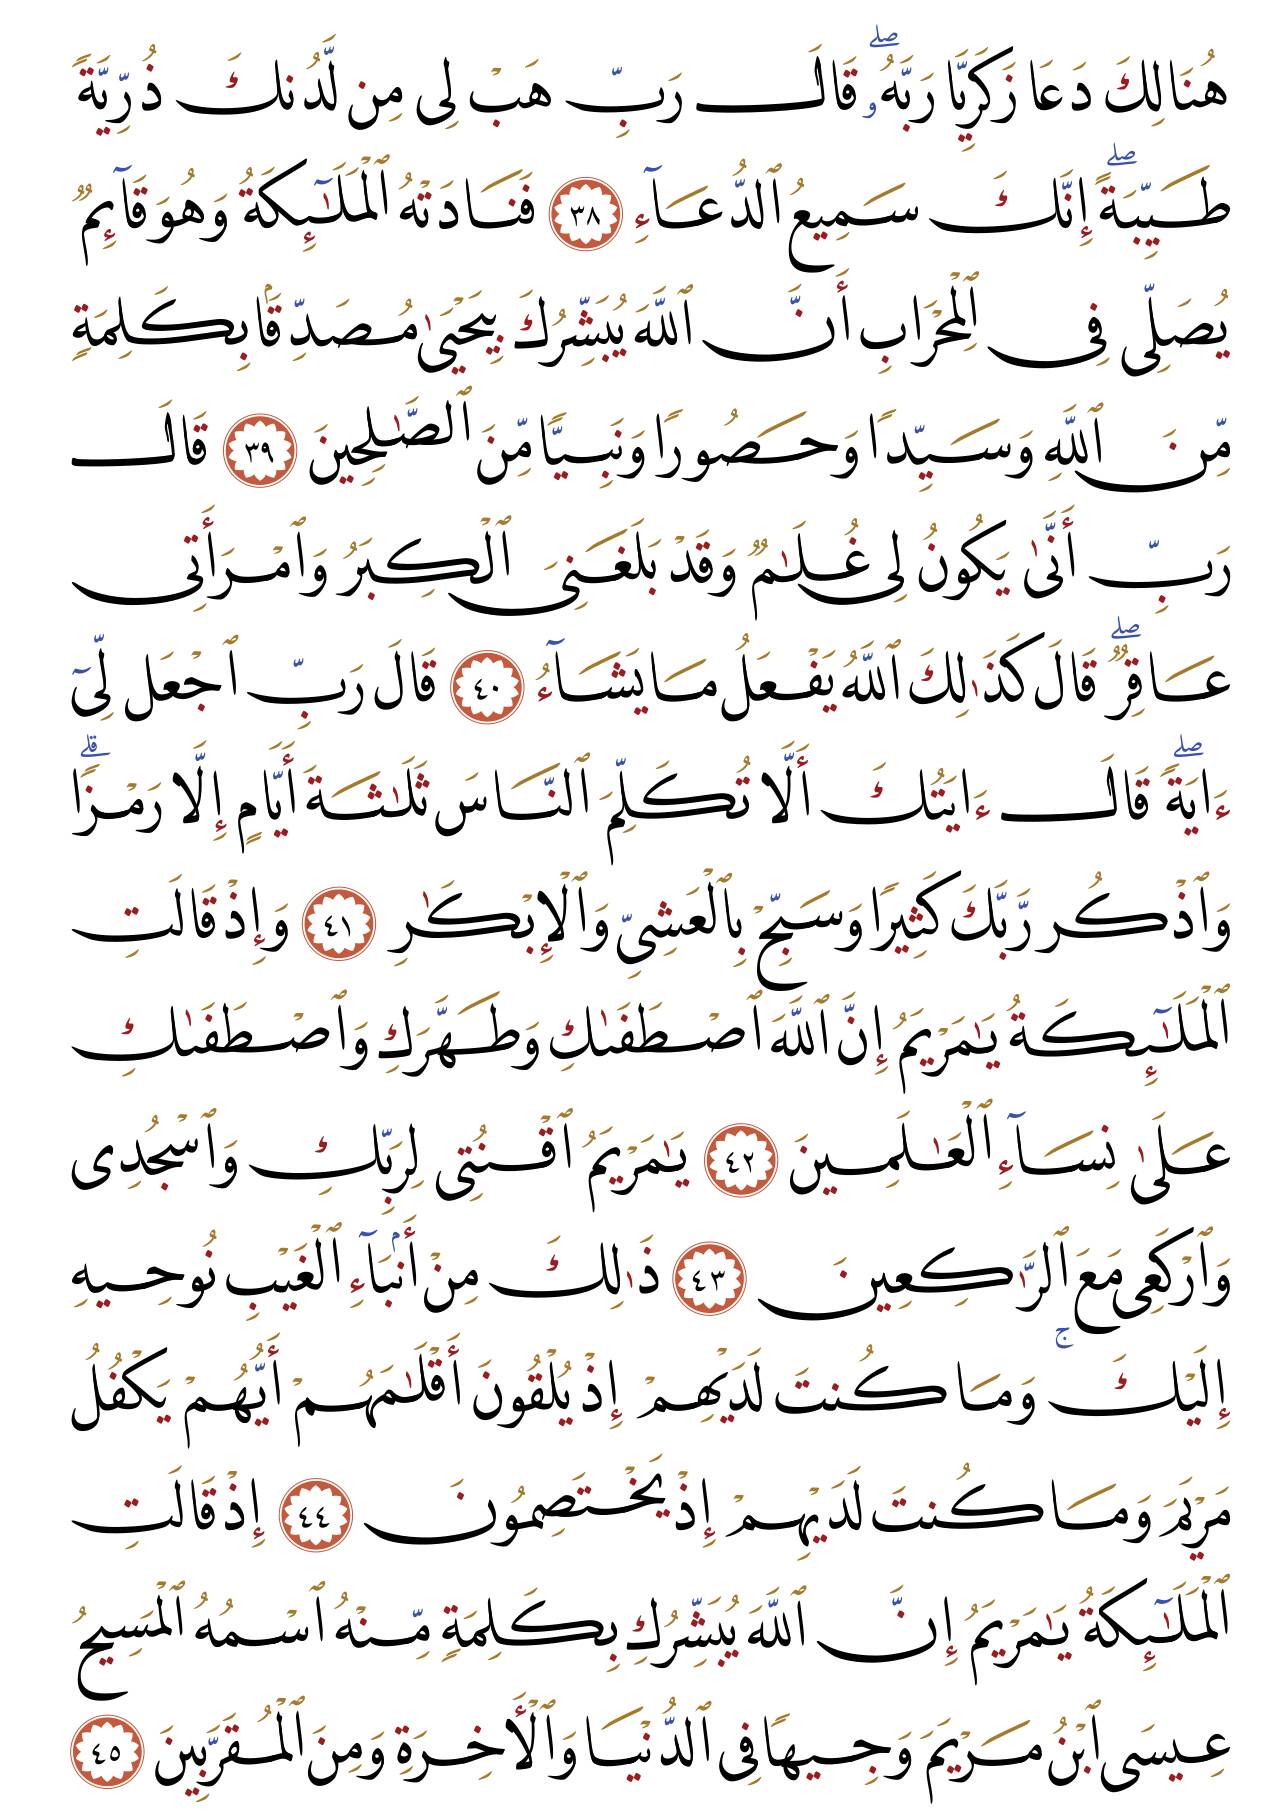 هُنَالِكَ دَعَا زَكَرِيَّا رَبَّهُۥۖ قَالَ رَبِّ هَبْ لِى مِن لَّدُنكَ ذُرِّيَّةً
طَيِّبَةًۖ إِنَّكَ سَمِيعُ ٱلدُّعَآءِ ٣٨ فَنَادَتْهُ ٱلْمَلَٰٓئِكَةُ وَهُوَ قَآئِمٌ
يُصَلِّى فِى ٱلْمِحْرَابِ أَنَّ ٱللَّهَ يُبَشِّرُكَ بِيَحْيَىٰ مُصَدِّقًۢا بِكَلِمَةٍ
مِّنَ ٱللَّهِ وَسَيِّدًا وَحَصُورًا وَنَبِيًّا مِّنَ ٱلصَّٰلِحِينَ ٣٩ قَالَ
رَبِّ أَنَّىٰ يَكُونُ لِى غُلَٰمٌ وَقَدْ بَلَغَنِىَ ٱلْكِبَرُ وَٱمْرَأَتِى
عَاقِرٌۖ قَالَ كَذَٰلِكَ ٱللَّهُ يَفْعَلُ مَا يَشَآءُ ٤٠ قَالَ رَبِّ ٱجْعَل لِّىٓ
ءَايَةًۖ قَالَ ءَايَتُكَ أَلَّا تُكَلِّمَ ٱلنَّاسَ ثَلَٰثَةَ أَيَّامٍ إِلَّا رَمْزًاۗ
وَٱذْكُر رَّبَّكَ كَثِيرًا وَسَبِّحْ بِٱلْعَشِىِّ وَٱلْإِبْكَٰرِ ٤١ وَإِذْ قَالَتِ
ٱلْمَلَٰٓئِكَةُ يَٰمَرْيَمُ إِنَّ ٱللَّهَ ٱصْطَفَىٰكِ وَطَهَّرَكِ وَٱصْطَفَىٰكِ
عَلَىٰ نِسَآءِ ٱلْعَٰلَمِينَ ٤٢ يَٰمَرْيَمُ ٱقْنُتِى لِرَبِّكِ وَٱسْجُدِى
وَٱرْكَعِى مَعَ ٱلرَّٰكِعِينَ ٤٣ ذَٰلِكَ مِنْ أَنۢبَآءِ ٱلْغَيْبِ نُوحِيهِ
إِلَيْكَۚ وَمَا كُنتَ لَدَيْهِمْ إِذْ يُلْقُونَ أَقْلَٰمَهُمْ أَيُّهُمْ يَكْفُلُ
مَرْيَمَ وَمَا كُنتَ لَدَيْهِمْ إِذْ يَخْتَصِمُونَ ٤٤ إِذْ قَالَتِ
ٱلْمَلَٰٓئِكَةُ يَٰمَرْيَمُ إِنَّ ٱللَّهَ يُبَشِّرُكِ بِكَلِمَةٍ مِّنْهُ ٱسْمُهُ ٱلْمَسِيحُ
عِيسَى ٱبْنُ مَرْيَمَ وَجِيهًا فِى ٱلدُّنْيَا وَٱلْأَخِرَةِ وَمِنَ ٱلْمُقَرَّبِينَ ٤٥